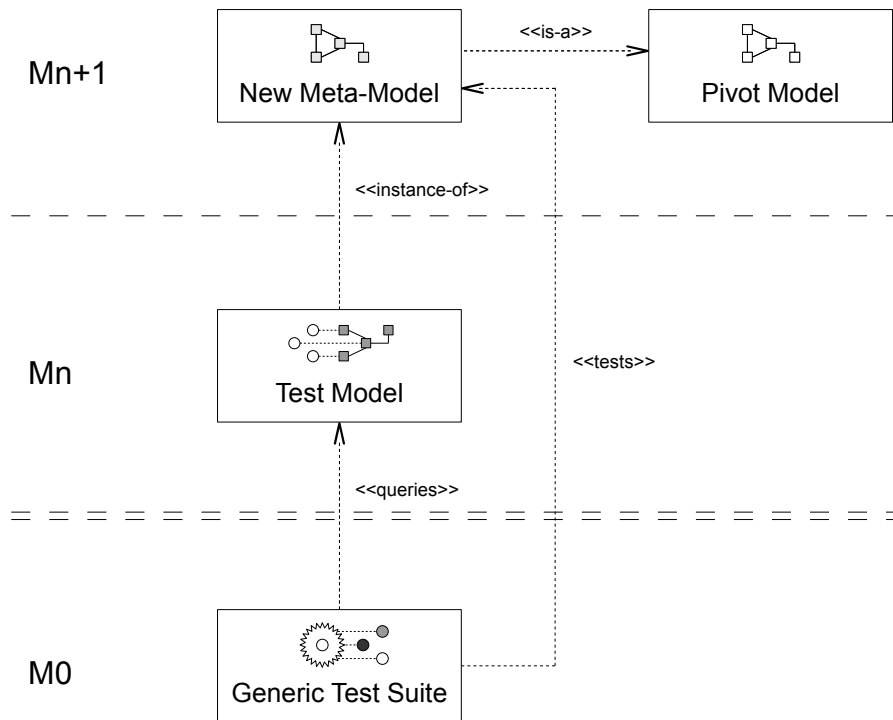 <<is-a>>
Mn+1
New Meta-Model
Pivot Model
<<instance-of>>
<<tests>>
Mn
Test Model
<<queries>>
M0
Generic Test Suite